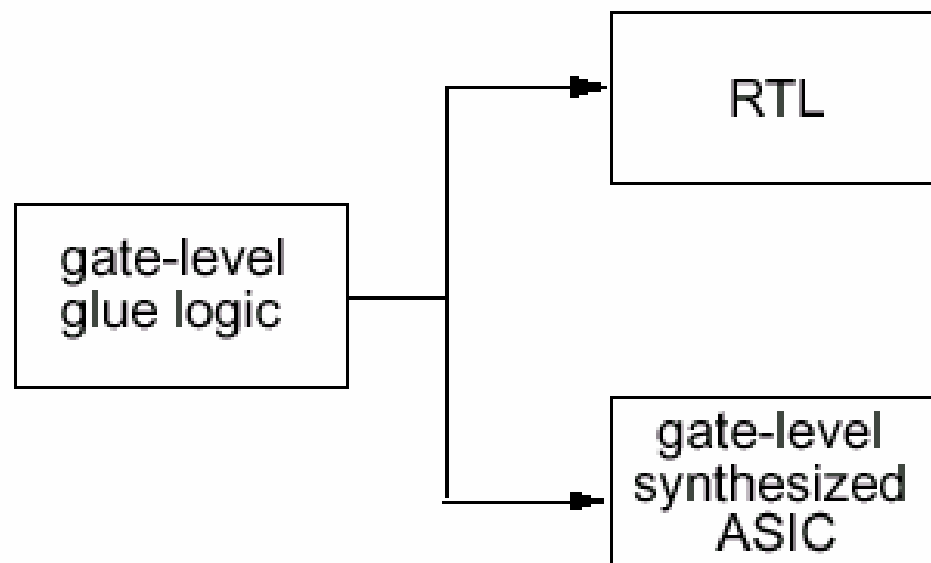 RTL
gate-level
glue logic
gate-level
synthesized
ASIC